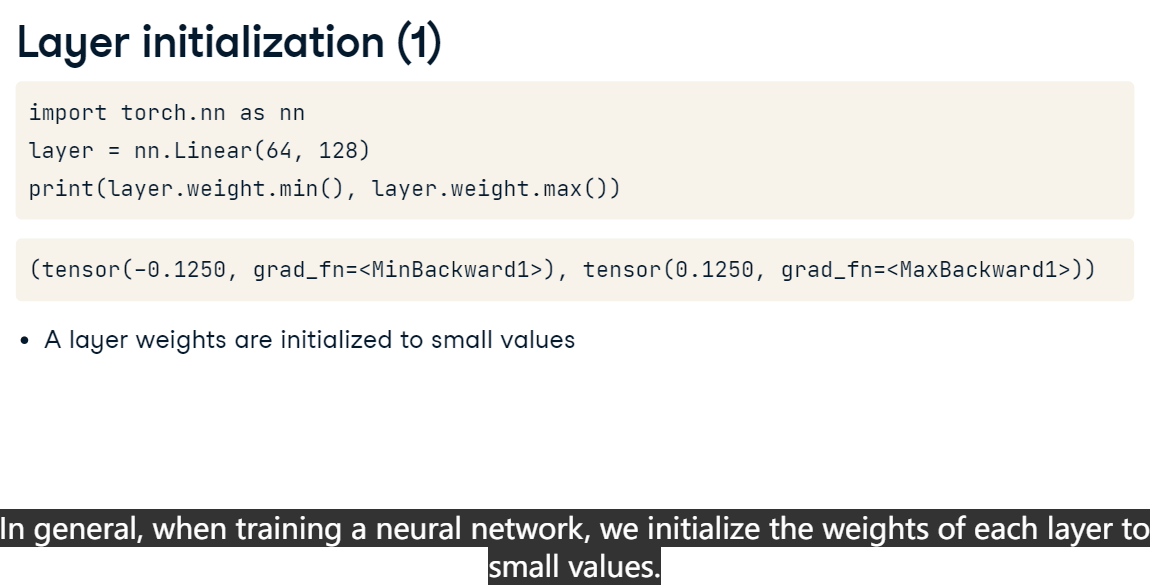 Layer initialization (1)
import torch.nn as nn
layer = nn.Linear(64, 128)
print(layer.weight.min(), layer.weight.max())
(tensor(-0.1250, grad_fn=<MinBackward1>), tensor(0.1250, grad_fn=<MaxBackward1>))
• A layer weights are initialized to small values
In general, when training a neural network, we initialize the weights of each layer to
small values.